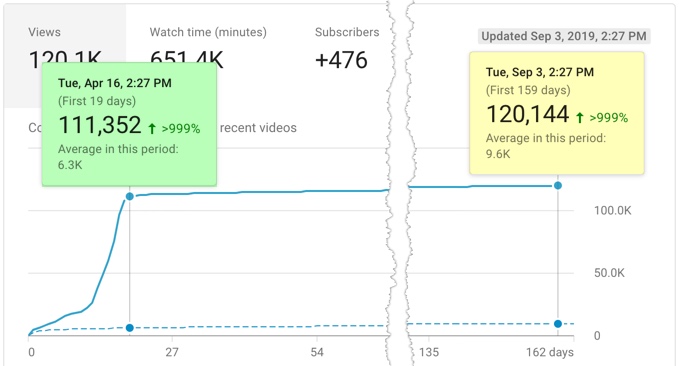 Views
Watch time (minutes)
Subscribers
Updated Sep 3, 2019, 2:27 PM
120.1K
651.4K
+476
Tue, Apr 16, 2:27 PM
(First 19 days)
111,352 ↑ >999%
Average in this period:
6.3K
Tue, Sep 3, 2:27 PM
(First 159 days)
120,144 ↑ >999%
Average in this period:
9.6K
recent videos
100.0K
50.0K
0
0
27
54
135
162 days